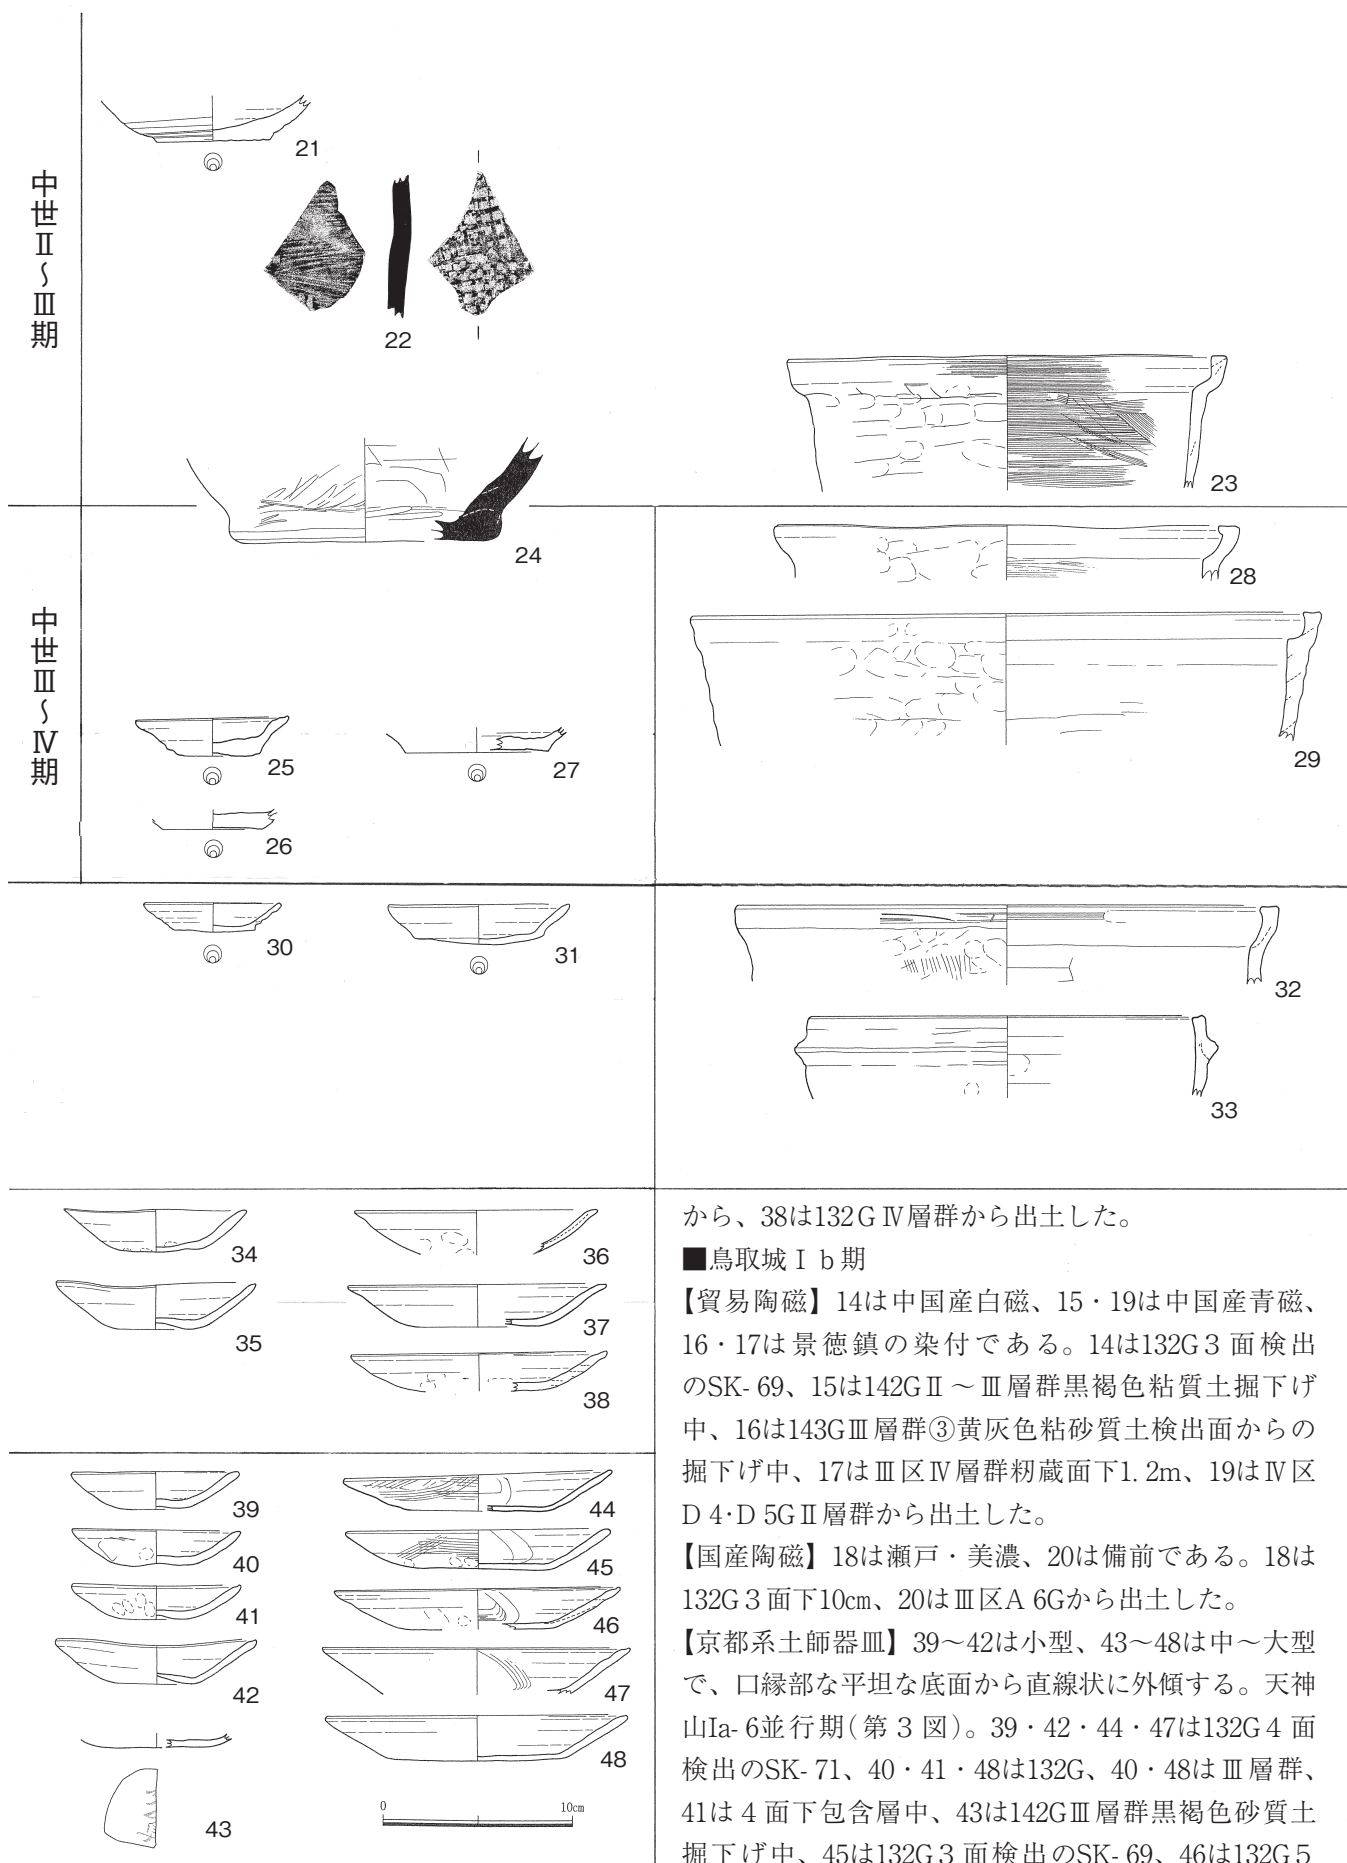 中世Ⅱ～Ⅲ期
21
22
23
24
中世Ⅲ～Ⅳ期
25
26
27
28
29
30
31
32
33
34
35
36
37
38
39
40
41
42
43
44
45
46
47
48
0 10cm
から、38は132GⅣ層群から出土した。
■鳥取城Ⅰｂ期
【貿易陶磁】14は中国産白磁、15・19は中国産青磁、
16・17は景徳鎮の染付である。14は132G３面検出
のSK-69、15は142GⅡ～Ⅲ層群黒褐色粘質土掘下げ
中、16は143GⅢ層群③黄灰色粘砂質土検出面からの
掘下げ中、17はⅢ区Ⅳ層群籾蔵面下1.2m、19はⅣ区
D4・D5GⅡ層群から出土した。
【国産陶磁】18は瀬戸・美濃、20は備前である。18は
132G３面下10㎝、20はⅢ区A6Gから出土した。
【京都系土師器皿】39～42は小型、43～48は中～大型
で、口縁部な平坦な底面から直線状に外傾する。天神
山Ia-6並行期(第３図)。39・42・44・47は132G４面
検出のSK-71、40・41・48は132G、40・48はⅢ層群、
41は４面下包含層中、43は142GⅢ層群黒褐色砂質土
掘下げ中、45は132G３面検出のSK-69、46は132G５